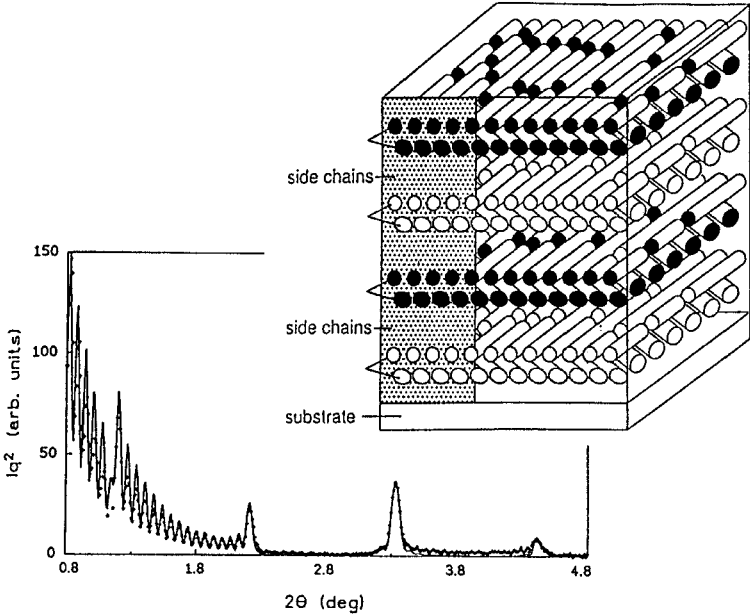 side chains
side chains
substrate
150
100
50
0
Iq² (arb. units)
0.8
1.8
2.8
3.8
4.8
2θ (deg)